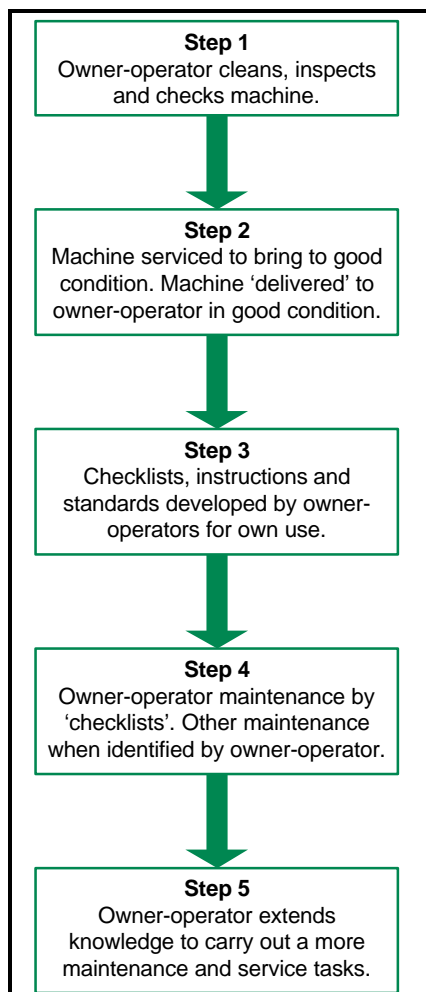 Step 1
Owner-operator cleans, inspects
and checks machine.
Step 2
Machine serviced to bring to good
condition. Machine ‘delivered’ to
owner-operator in good condition.
Step 3
Checklists, instructions and
standards developed by owner-
operators for own use.
Step 4
Owner-operator maintenance by
‘checklists’. Other maintenance
when identified by owner-operator.
Step 5
Owner-operator extends
knowledge to carry out a more
maintenance and service tasks.